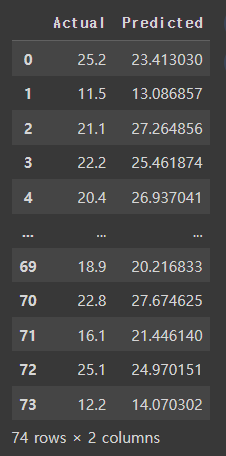 Actual Predicted
0 25.2 23.413030
1 11.5 13.086857
2 21.1 27.264856
3 22.2 25.461874
4 20.4 26.937041
... ... ...
69 18.9 20.216833
70 22.8 27.674625
71 16.1 21.446140
72 25.1 24.970151
73 12.2 14.070302
74 rows × 2 columns